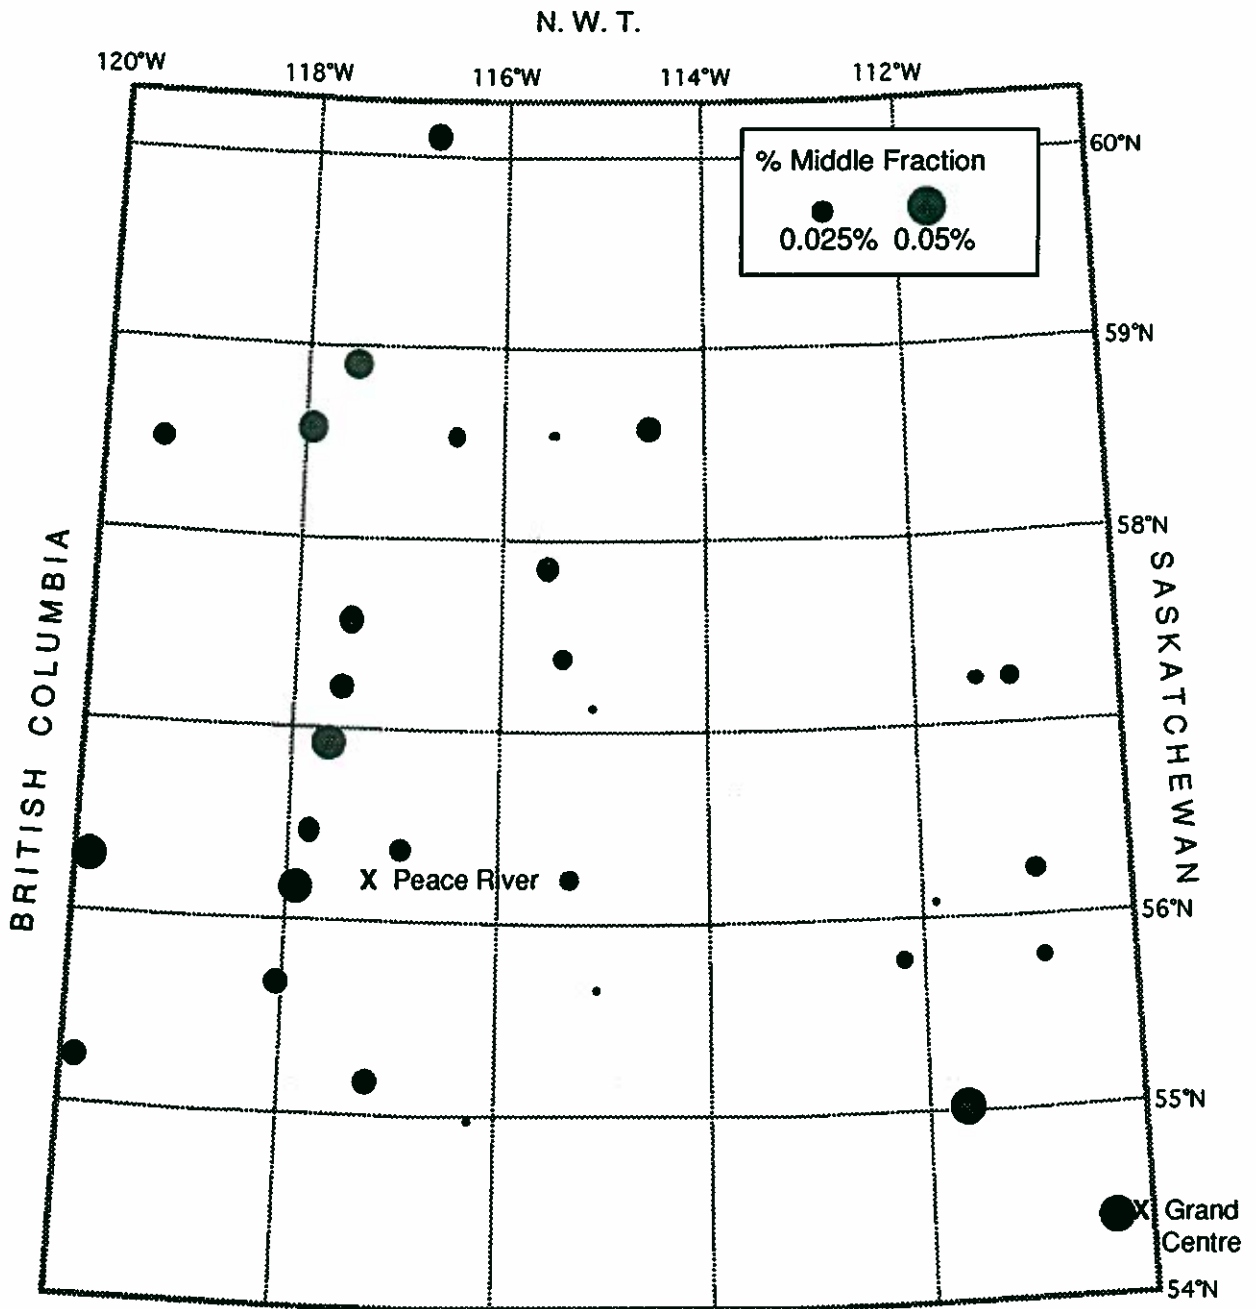 N. W. T.
120°W 118°W 116°W 114°W 112°W
60°N
% Middle Fraction
0.025% 0.05%
59°N
58°N
BRITISH COLUMBIA
SASKATCHEWAN
X Peace River
56°N
55°N
X Grand
Centre
54°N